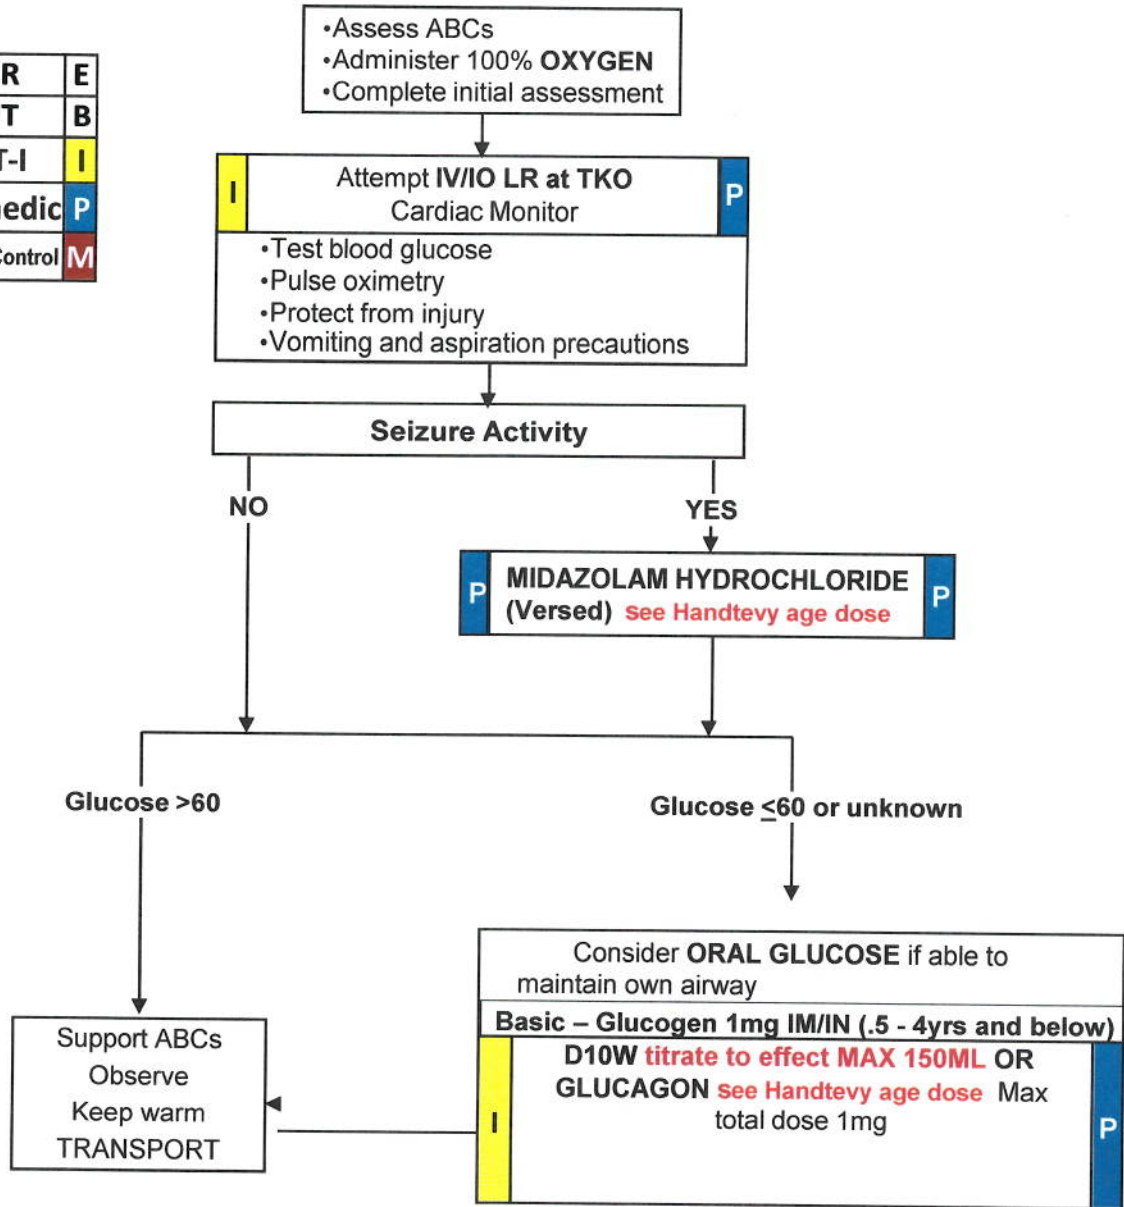 •Assess ABCs
•Administer 100% OXYGEN
•Complete initial assessment
R E
T B
T-I I
edic P
Control M
I
Attempt IV/IO LR at TKO
Cardiac Monitor
P
•Test blood glucose
•Pulse oximetry
•Protect from injury
•Vomiting and aspiration precautions
Seizure Activity
NO
YES
P
MIDAZOLAM HYDROCHLORIDE
(Versed) see Handtevy age dose
P
Glucose >60
Glucose ≤60 or unknown
Consider ORAL GLUCOSE if able to
maintain own airway
Basic – Glucogen 1mg IM/IN (.5 - 4yrs and below)
D10W titrate to effect MAX 150ML OR
GLUCAGON see Handtevy age dose Max
total dose 1mg
I
P
Support ABCs
Observe
Keep warm
TRANSPORT